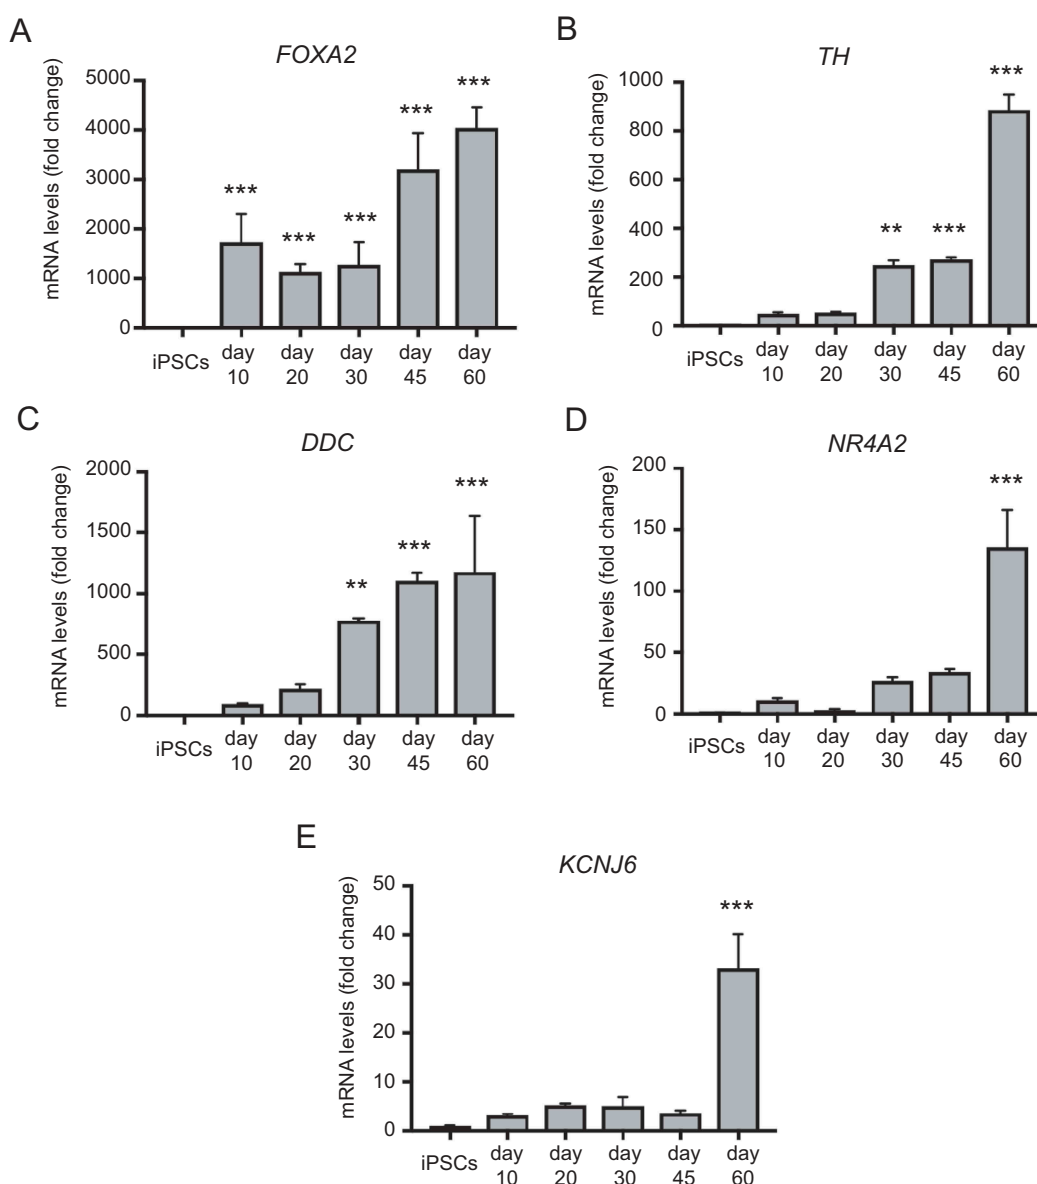 A
FOXA2
mRNA levels (fold change)
5000
4000
3000
2000
1000
0
***
***
***
***
***
iPSCs day 10 day 20 day 30 day 45 day 60
B
TH
mRNA levels (fold change)
1000
800
600
400
200
0
**
***
***
iPSCs day 10 day 20 day 30 day 45 day 60
C
DDC
mRNA levels (fold change)
2000
1500
1000
500
0
**
***
***
iPSCs day 10 day 20 day 30 day 45 day 60
D
NR4A2
mRNA levels (fold change)
200
150
100
50
0
***
iPSCs day 10 day 20 day 30 day 45 day 60
E
KCNJ6
mRNA levels (fold change)
50
40
30
20
10
0
***
iPSCs day 10 day 20 day 30 day 45 day 60